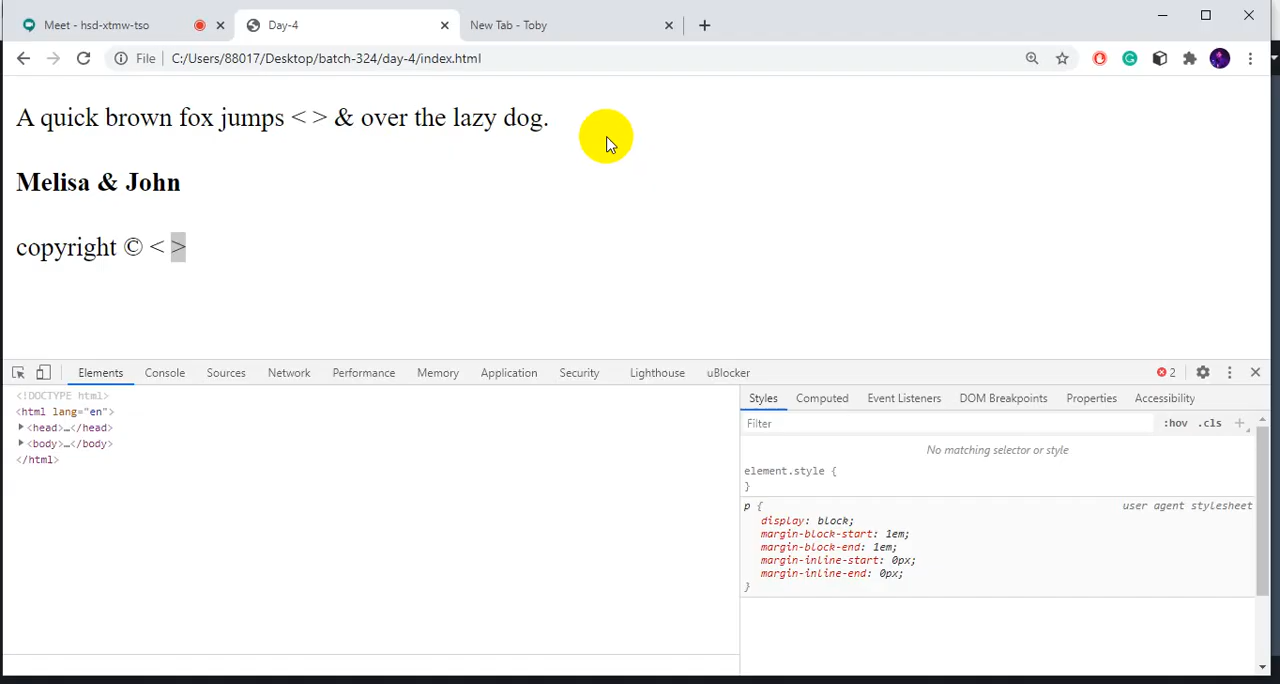 Meet - hsd-xtmw-tso
Day-4
New Tab - Toby
File
C:/Users/88017/Desktop/batch-324/day-4/index.html
A quick brown fox jumps < > & over the lazy dog.
Melisa & John
copyright © < >
Elements Console Sources Network Performance Memory Application Security Lighthouse uBlocker 2
<!DOCTYPE html>
<html lang="en">
<head>…</head>
<body>…</body>
</html>
Styles Computed Event Listeners DOM Breakpoints Properties Accessibility
Filter :hov .cls
No matching selector or style
element.style {
}
p { user agent stylesheet
display: block;
margin-block-start: 1em;
margin-block-end: 1em;
margin-inline-start: 0px;
margin-inline-end: 0px;
}